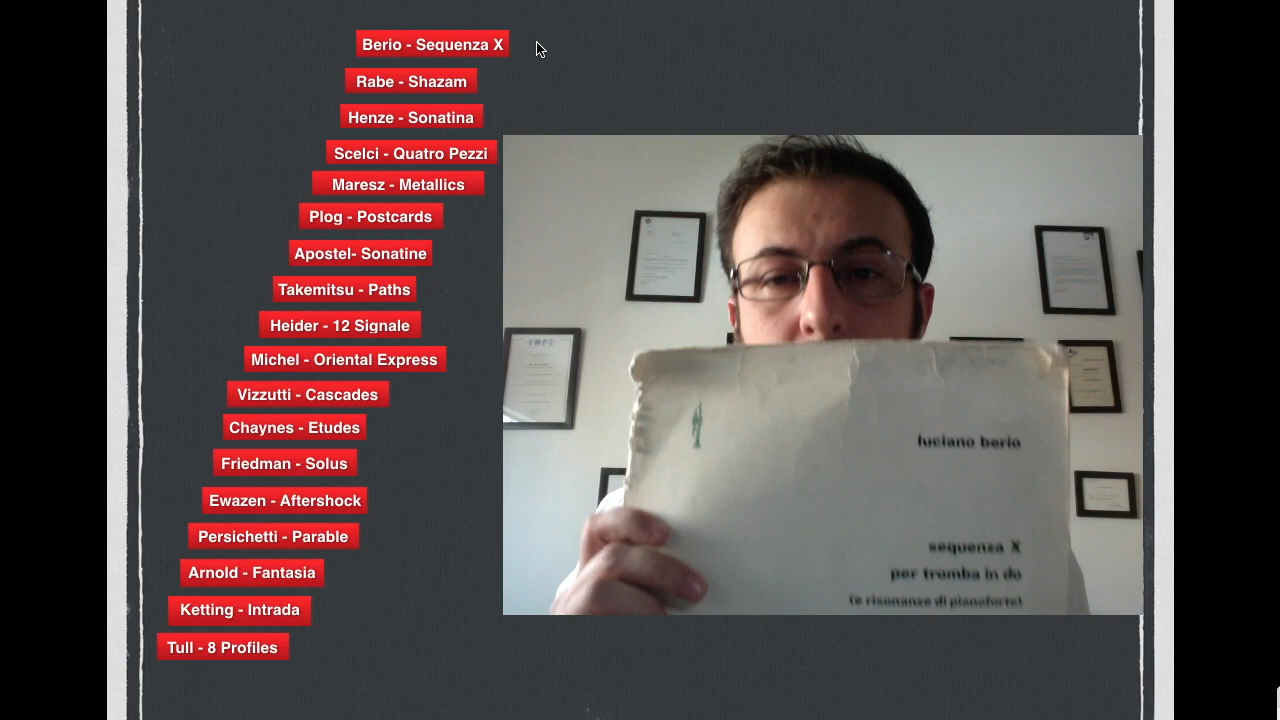 Berio - Sequenza X
Rabe - Shazam
Henze - Sonatina
Scelci - Quatro Pezzi
Maresz - Metallics
Plog - Postcards
Apostel- Sonatine
Takemitsu - Paths
Heider - 12 Signale
Michel - Oriental Express
Vizzutti - Cascades
Chaynes - Etudes
Friedman - Solus
Ewazen - Aftershock
Persichetti - Parable
Arnold - Fantasia
Ketting - Intrada
Tull - 8 Profiles
luciano berio
sequenza X
per tromba in do
(e risonanze di pianoforte)